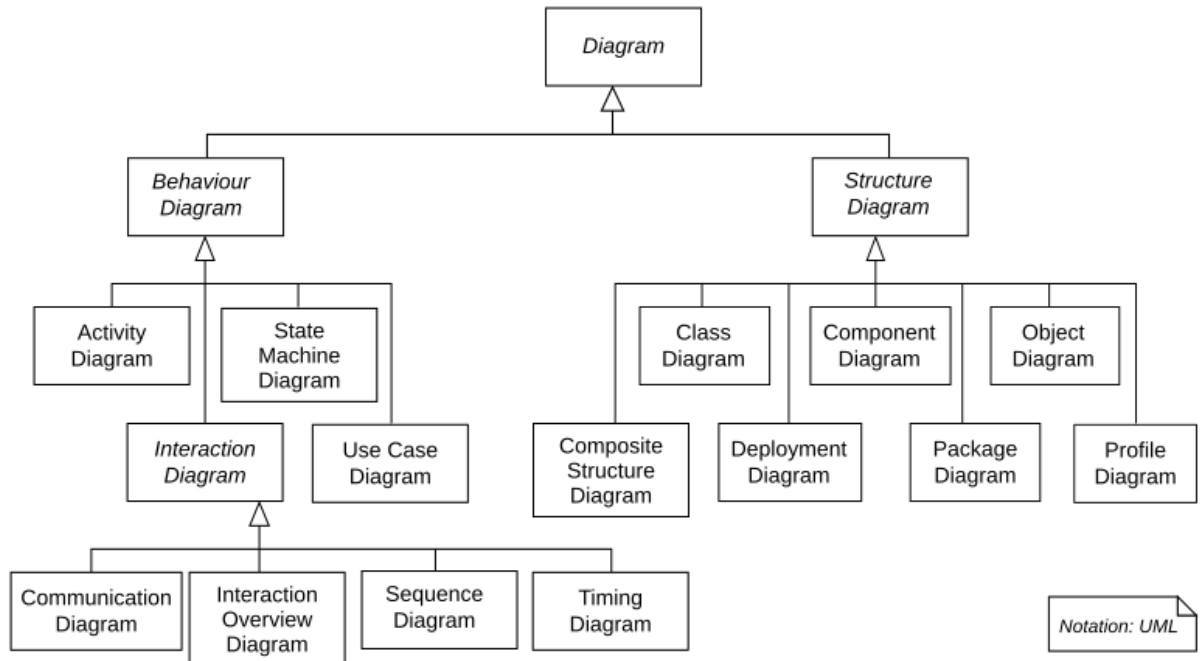 Diagram
Behaviour
Diagram
Structure
Diagram
Activity
Diagram
State
Machine
Diagram
Class
Diagram
Component
Diagram
Object
Diagram
Interaction
Diagram
Use Case
Diagram
Composite
Structure
Diagram
Deployment
Diagram
Package
Diagram
Profile
Diagram
Communication
Diagram
Interaction
Overview
Diagram
Sequence
Diagram
Timing
Diagram
Notation: UML